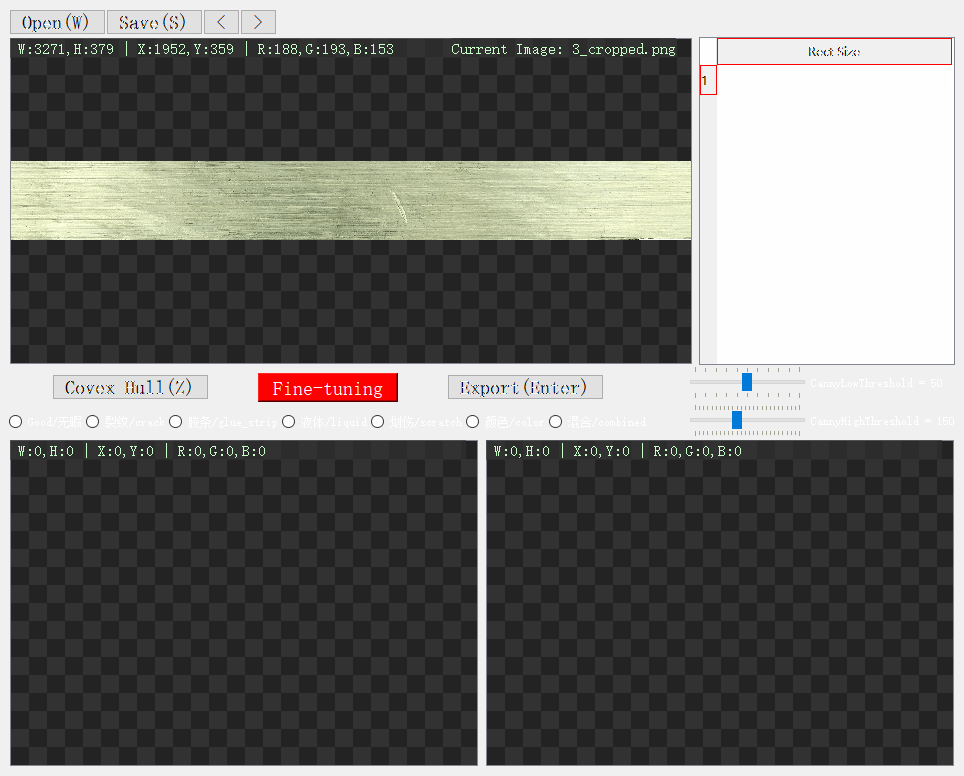 Open(W) Save(S) < >
W:3271,H:379 | X:1952,Y:359 | R:188,G:193,B:153 Current Image: 3_cropped.png
Rect Size
1
Covex Hull(Z) Fine-tuning Export(Enter)
CannyLowThreshold = 50
Good/无暇 裂纹/crack 胶条/glue_strip 液体/liquid 划伤/scratch 颜色/color 混合/combined
CannyHighThreshold = 150
W:0,H:0 | X:0,Y:0 | R:0,G:0,B:0
W:0,H:0 | X:0,Y:0 | R:0,G:0,B:0